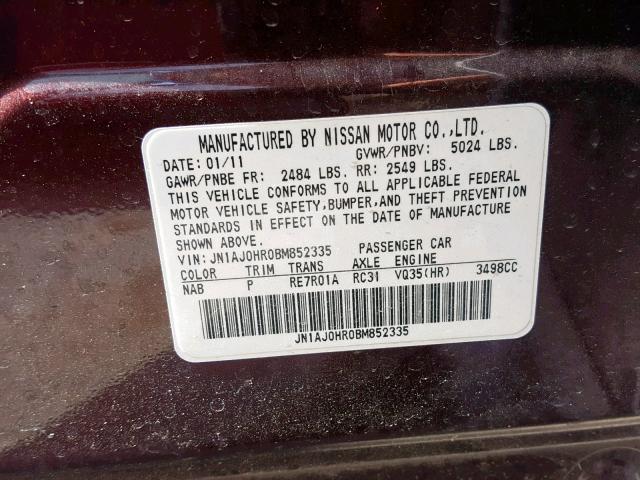 MANUFACTURED BY NISSAN MOTOR CO.,LTD.
DATE: 01/11 GVWR/PNBV: 5024 LBS.
GAWR/PNBE FR: 2484 LBS. RR: 2549 LBS.
THIS VEHICLE CONFORMS TO ALL APPLICABLE FEDERAL
MOTOR VEHICLE SAFETY,BUMPER,AND THEFT PREVENTION
STANDARDS IN EFFECT ON THE DATE OF MANUFACTURE
SHOWN ABOVE.
VIN: JN1AJ0HR0BM852335 PASSENGER CAR
COLOR TRIM TRANS AXLE ENGINE
NAB P RE7R01A RC31 VQ35(HR) 3498CC
JN1AJ0HR0BM852335